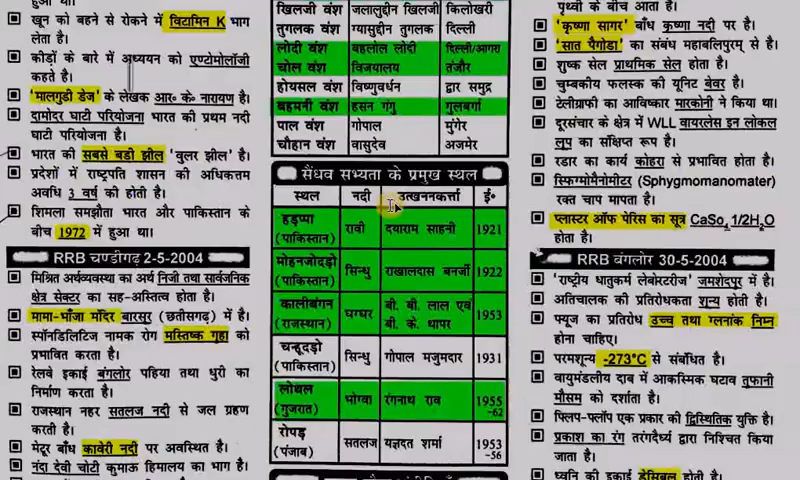 खून को बहने से रोकने में विटामिन K भाग
लेता है।
कीड़ों के बारे में अध्ययन को एण्टोमोलॉजी
कहते है।
'मालगुडी डेज' के लेखक आर० के० नारायण है।
दामोदर घाटी परियोजना भारत की प्रथम नदी
घाटी परियोजना है।
भारत की सबसे बडी झील 'वुलर झील' है।
प्रदेशों में राष्ट्रपति शासन की अधिकतम
अवधि 3 वर्ष की होती है।
शिमला समझौता भारत और पाकिस्तान के
बीच 1972 में हुआ था।
RRB चण्डीगढ़ 2-5-2004
मिश्रित अर्थव्यवस्था का अर्थ निजी तथा सार्वजनिक
क्षेत्र सेक्टर का सह-अस्तित्व होता है।
मामा-भाँजा मंदिर बारसुर (छतीसगढ़) में है।
स्पॉनडिलिटिज नामक रोग मस्तिष्क गुहा को
प्रभावित करता है।
रेलवे इकाई बंगलोर पहिया तथा धुरी का
निर्माण करता है।
राजस्थान नहर सतलज नदी से जल ग्रहण
करती है।
मेटूर बाँध कावेरी नदी पर अवस्थित है।
नंदा देवी चोटी कुमाऊ हिमालय का भाग है।
खिलजी वंश जलालुद्दीन खिलजी किलोखरी
तुगलक वंश ग्यासुद्दीन तुगलक दिल्ली
लोदी वंश बहलोल लोदी दिल्ली/आगरा
चोल वंश विजयालय तंजौर
होयसल वंश विष्णुवर्धन द्वार समुद्र
बहमनी वंश हसन गंगु गुलबर्गा
पाल वंश गोपाल मुंगेर
चौहान वंश वासुदेव अजमेर
सैंधव सभ्यता के प्रमुख स्थल
स्थल नदी उत्खननकर्त्ता ई०
हड़प्पा (पाकिस्तान) रावी दयाराम साहनी 1921
मोहनजोदड़ो (पाकिस्तान) सिन्धु राखालदास बनर्जी 1922
कालीबंगन (राजस्थान) घग्घर बी. बी. लाल एवं बी. के. थापर 1953
चन्हूदड़ो (पाकिस्तान) सिन्धु गोपाल मजुमदार 1931
लोथल (गुजरात) भोग्वा रंगनाथ राव 1955-62
रोपड़ (पंजाब) सतलज यज्ञदत शर्मा 1953-56
पृथ्वी के बीच आता है।
'कृष्णा सागर' बाँध कृष्णा नदी पर है।
'सात पैगोडा' का संबंध महाबलिपुरम् से है।
शुष्क सेल प्राथमिक सेल होता है।
चुम्बकीय फलस्क की यूनिट बेवर है।
टेलीग्राफी का आविष्कार मारकोनी ने किया था।
दूरसंचार के क्षेत्र में WLL वायरलेस इन लोकल
लूप का संक्षिप्त रूप है।
रडार का कार्य कोहरा से प्रभावित होता है।
स्फिग्मोमैनोमीटर (Sphygmomanometer)
रक्त चाप मापता है।
प्लास्टर ऑफ पेरिस का सूत्र CaSo₄ 1/2H₂O
होता है।
RRB बंगलोर 30-5-2004
'राष्ट्रीय धातुकर्म लेबोरटरीज' जमशेदपुर में है।
अतिचालक की प्रतिरोधकता शून्य होती है।
फ्यूज का प्रतिरोध उच्च तथा ग्लनांक निम्न
होना चाहिए।
परमशून्य -273°C से संबधित है।
वायुमंडलीय दाब में आकस्मिक घटाव तुफानी
मौसम को दर्शाता है।
फ्लिप-फ्लॉप एक प्रकार की द्विस्थितिक युक्ति है।
प्रकाश का रंग तरंगदैर्ध्य द्वारा निश्चित किया
जाता है।
ध्वनि की इकाई डेसिबल होती है।